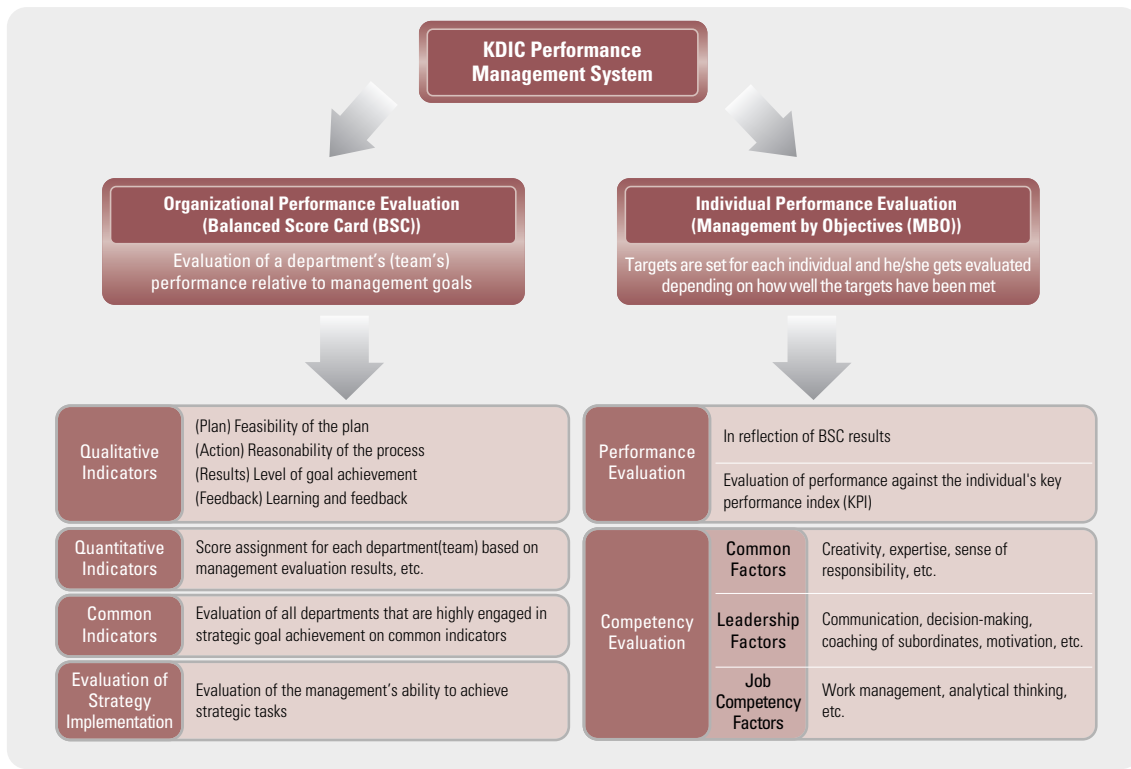 KDIC Performance
Management System
Organizational Performance Evaluation
(Balanced Score Card (BSC))
Evaluation of a department's (team's)
performance relative to management goals
Individual Performance Evaluation
(Management by Objectives (MBO))
Targets are set for each individual and he/she gets evaluated
depending on how well the targets have been met
Qualitative
Indicators
(Plan) Feasibility of the plan
(Action) Reasonability of the process
(Results) Level of goal achievement
(Feedback) Learning and feedback
Quantitative
Indicators
Score assignment for each department(team) based on
management evaluation results, etc.
Common
Indicators
Evaluation of all departments that are highly engaged in
strategic goal achievement on common indicators
Evaluation of
Strategy
Implementation
Evaluation of the management's ability to achieve
strategic tasks
Performance
Evaluation
In reflection of BSC results
Evaluation of performance against the individual's key
performance index (KPI)
Competency
Evaluation
Common
Factors
Creativity, expertise, sense of
responsibility, etc.
Leadership
Factors
Communication, decision-making,
coaching of subordinates, motivation, etc.
Job
Competency
Factors
Work management, analytical thinking,
etc.